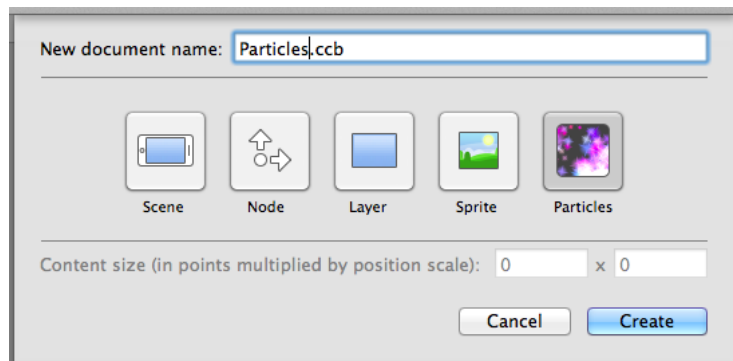 New document name: Particles.ccb
Scene Node Layer Sprite Particles
Content size (in points multiplied by position scale): 0 x 0
Cancel Create